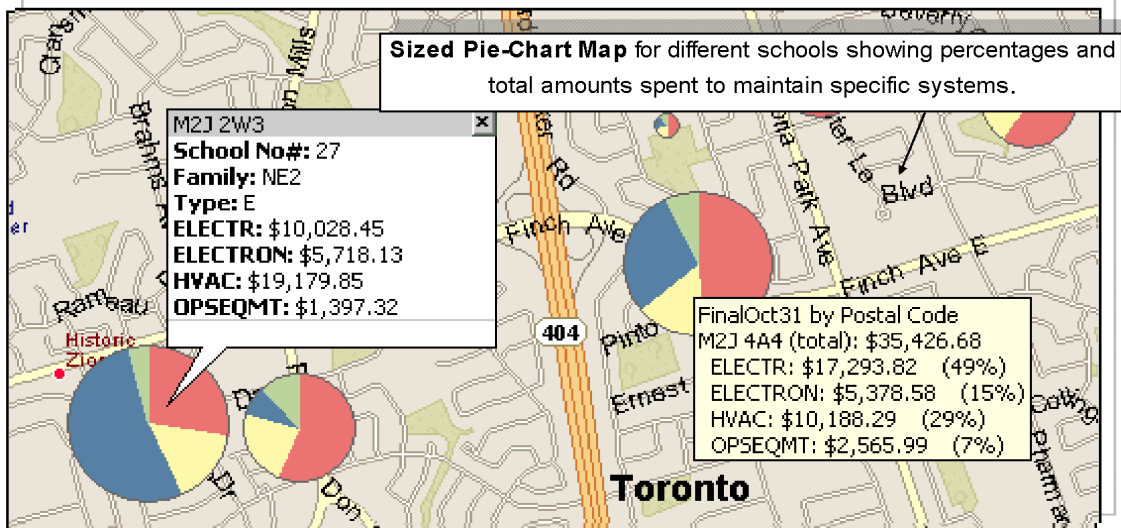 Sized Pie-Chart Map for different schools showing percentages and
total amounts spent to maintain specific systems.
M2J 2W3
School No#: 27
Family: NE2
Type: E
ELECTR: $10,028.45
ELECTRON: $5,718.13
HVAC: $19,179.85
OPSEQMT: $1,397.32
Rd
Park Ave
Blvd
Finch Ave
Finch Ave E
Rameau
Historic
404
Pinto
FinalOct31 by Postal Code
M2J 4A4 (total): $35,426.68
ELECTR: $17,293.82 (49%)
ELECTRON: $5,378.58 (15%)
HVAC: $10,188.29 (29%)
OPSEQMT: $2,565.99 (7%)
Ernest
Dr
Don
Toronto